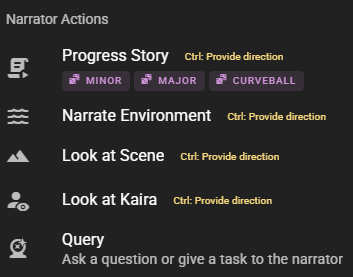 Narrator Actions
Progress Story Ctrl: Provide direction
MINOR MAJOR CURVEBALL
Narrate Environment Ctrl: Provide direction
Look at Scene Ctrl: Provide direction
Look at Kaira Ctrl: Provide direction
Query
Ask a question or give a task to the narrator